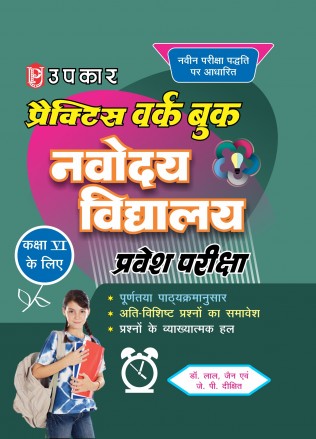 उपकार
नवीन परीक्षा पद्धति
पर आधारित
प्रैक्टिस वर्क बुक
नवोदय
विद्यालय
प्रवेश परीक्षा
कक्षा VI
के लिए
* पूर्णतया पाठ्यक्रमानुसार
* अति-विशिष्ट प्रश्नों का समावेश
* प्रश्नों के व्याख्यात्मक हल
डॉ. लाल, जैन एवं
जे. पी. दीक्षित